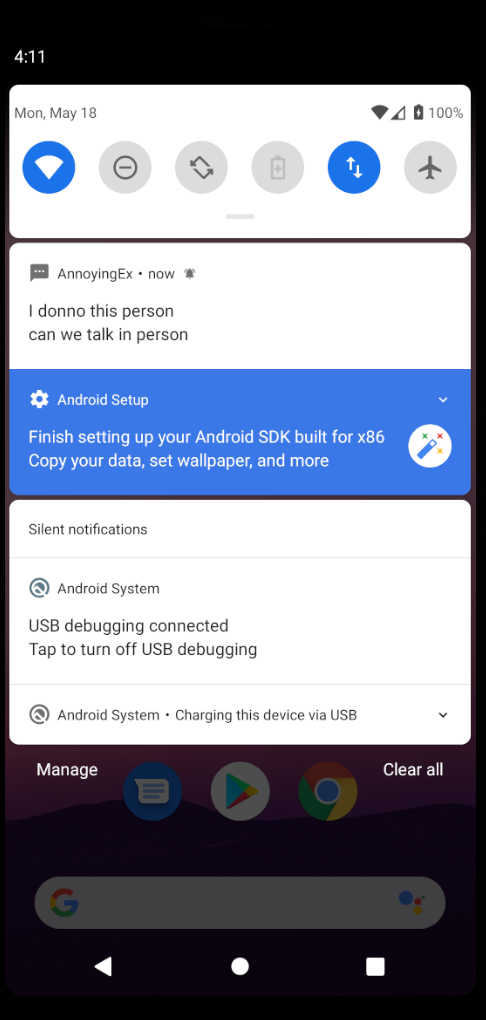 4:11
Mon, May 18
100%
AnnoyingEx • now
I donno this person
can we talk in person
Android Setup
Finish setting up your Android SDK built for x86
Copy your data, set wallpaper, and more
Silent notifications
Android System
USB debugging connected
Tap to turn off USB debugging
Android System • Charging this device via USB
Manage
Clear all